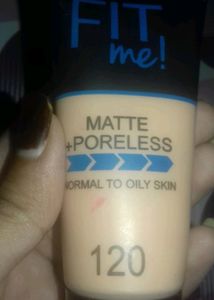 FIT
me!
MATTE
+PORELESS
NORMAL TO OILY SKIN
120